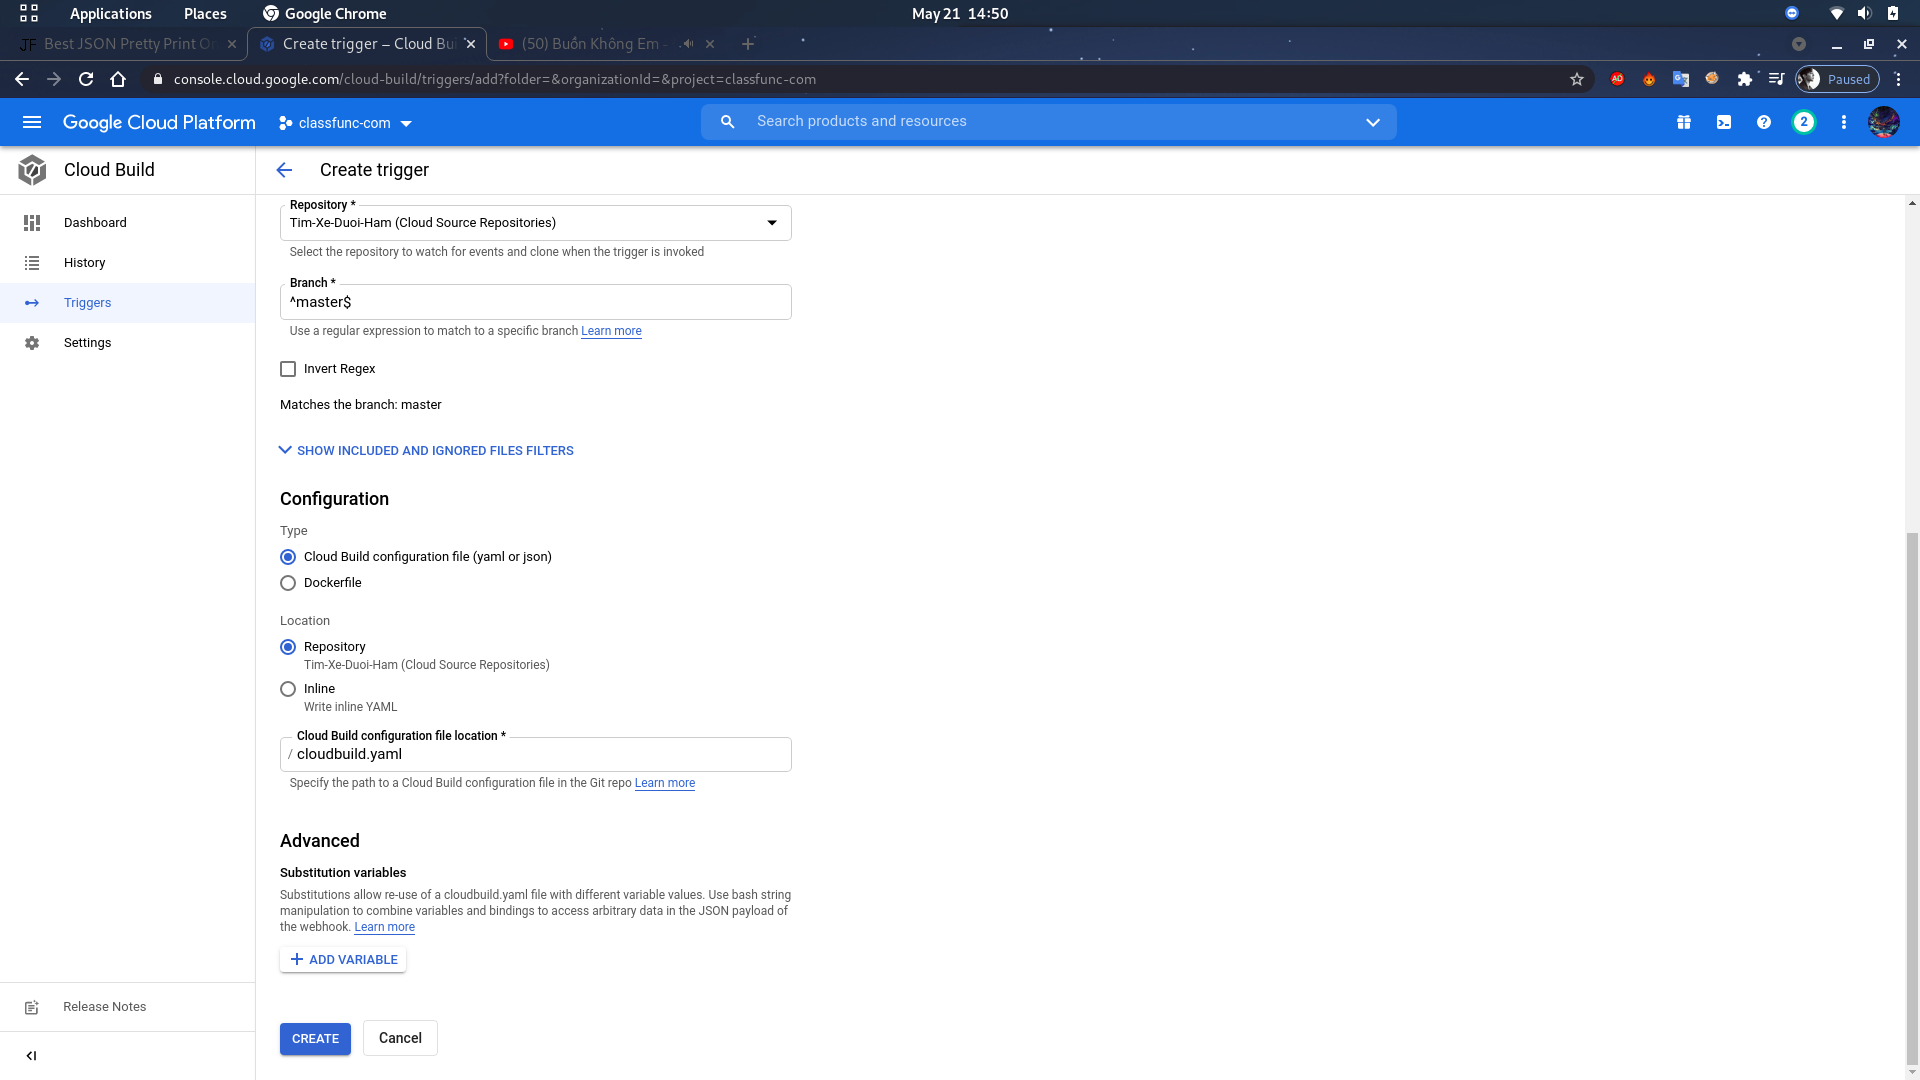 Applications Places Google Chrome May 21 14:50
JF Best JSON Pretty Print O Create trigger – Cloud Bui (50) Buồn Không Em -
console.cloud.google.com/cloud-build/triggers/add?folder=&organizationId=&project=classfunc-com Paused
Google Cloud Platform classfunc-com Search products and resources 2
Cloud Build
Dashboard
History
Triggers
Settings
Release Notes
Create trigger
Repository *
Tim-Xe-Duoi-Ham (Cloud Source Repositories)
Select the repository to watch for events and clone when the trigger is invoked
Branch *
^master$
Use a regular expression to match to a specific branch Learn more
Invert Regex
Matches the branch: master
SHOW INCLUDED AND IGNORED FILES FILTERS
Configuration
Type
Cloud Build configuration file (yaml or json)
Dockerfile
Location
Repository
Tim-Xe-Duoi-Ham (Cloud Source Repositories)
Inline
Write inline YAML
Cloud Build configuration file location *
/ cloudbuild.yaml
Specify the path to a Cloud Build configuration file in the Git repo Learn more
Advanced
Substitution variables
Substitutions allow re-use of a cloudbuild.yaml file with different variable values. Use bash string
manipulation to combine variables and bindings to access arbitrary data in the JSON payload of
the webhook. Learn more
ADD VARIABLE
CREATE Cancel